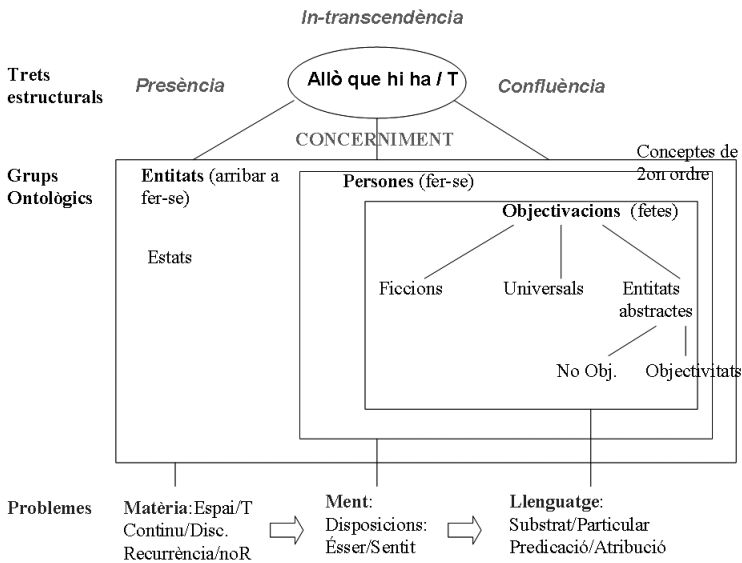 In-transcendència
Trets
estructurals
Presència
Allò que hi ha / T
Confluència
CONCERNIMENT
Grups
Ontològics
Entitats (arribar a
fer-se)
Persones (fer-se)
Conceptes de
2on ordre
Objectivacions (fetes)
Estats
Ficcions
Universals
Entitats
abstractes
No Obj.
Objectivitats
Problemes
Matèria:Espai/T
Continu/Disc.
Recurrència/noR
Ment:
Disposicions:
Ésser/Sentit
Llenguatge:
Substrat/Particular
Predicació/Atribució